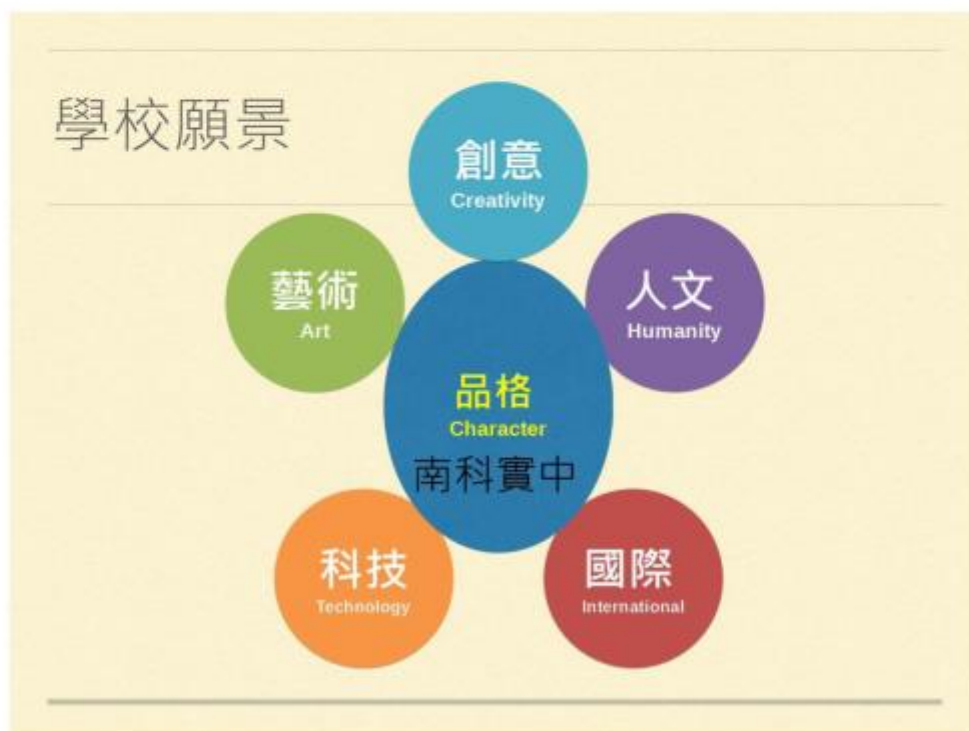 學校願景
創意
Creativity
藝術
Art
人文
Humanity
品格
Character
南科實中
科技
Technology
國際
International